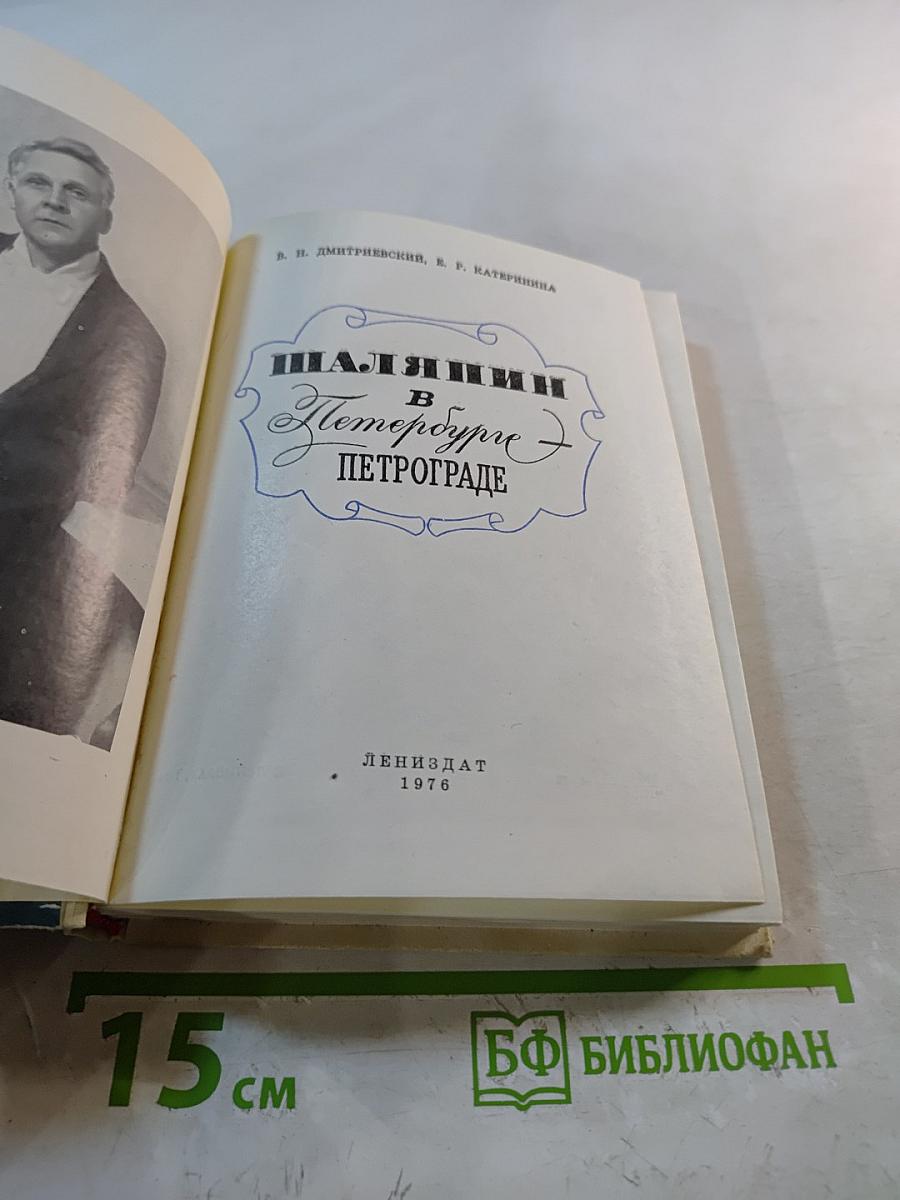 В. Н. ДМИТРИЕВСКИЙ, Е. Р. КАТЕРИНИНА
ШАЛЯПИН
В
Петербурге —
ПЕТРОГРАДЕ
ЛЕНИЗДАТ
1976
15 см
БФ БИБЛИОФАН